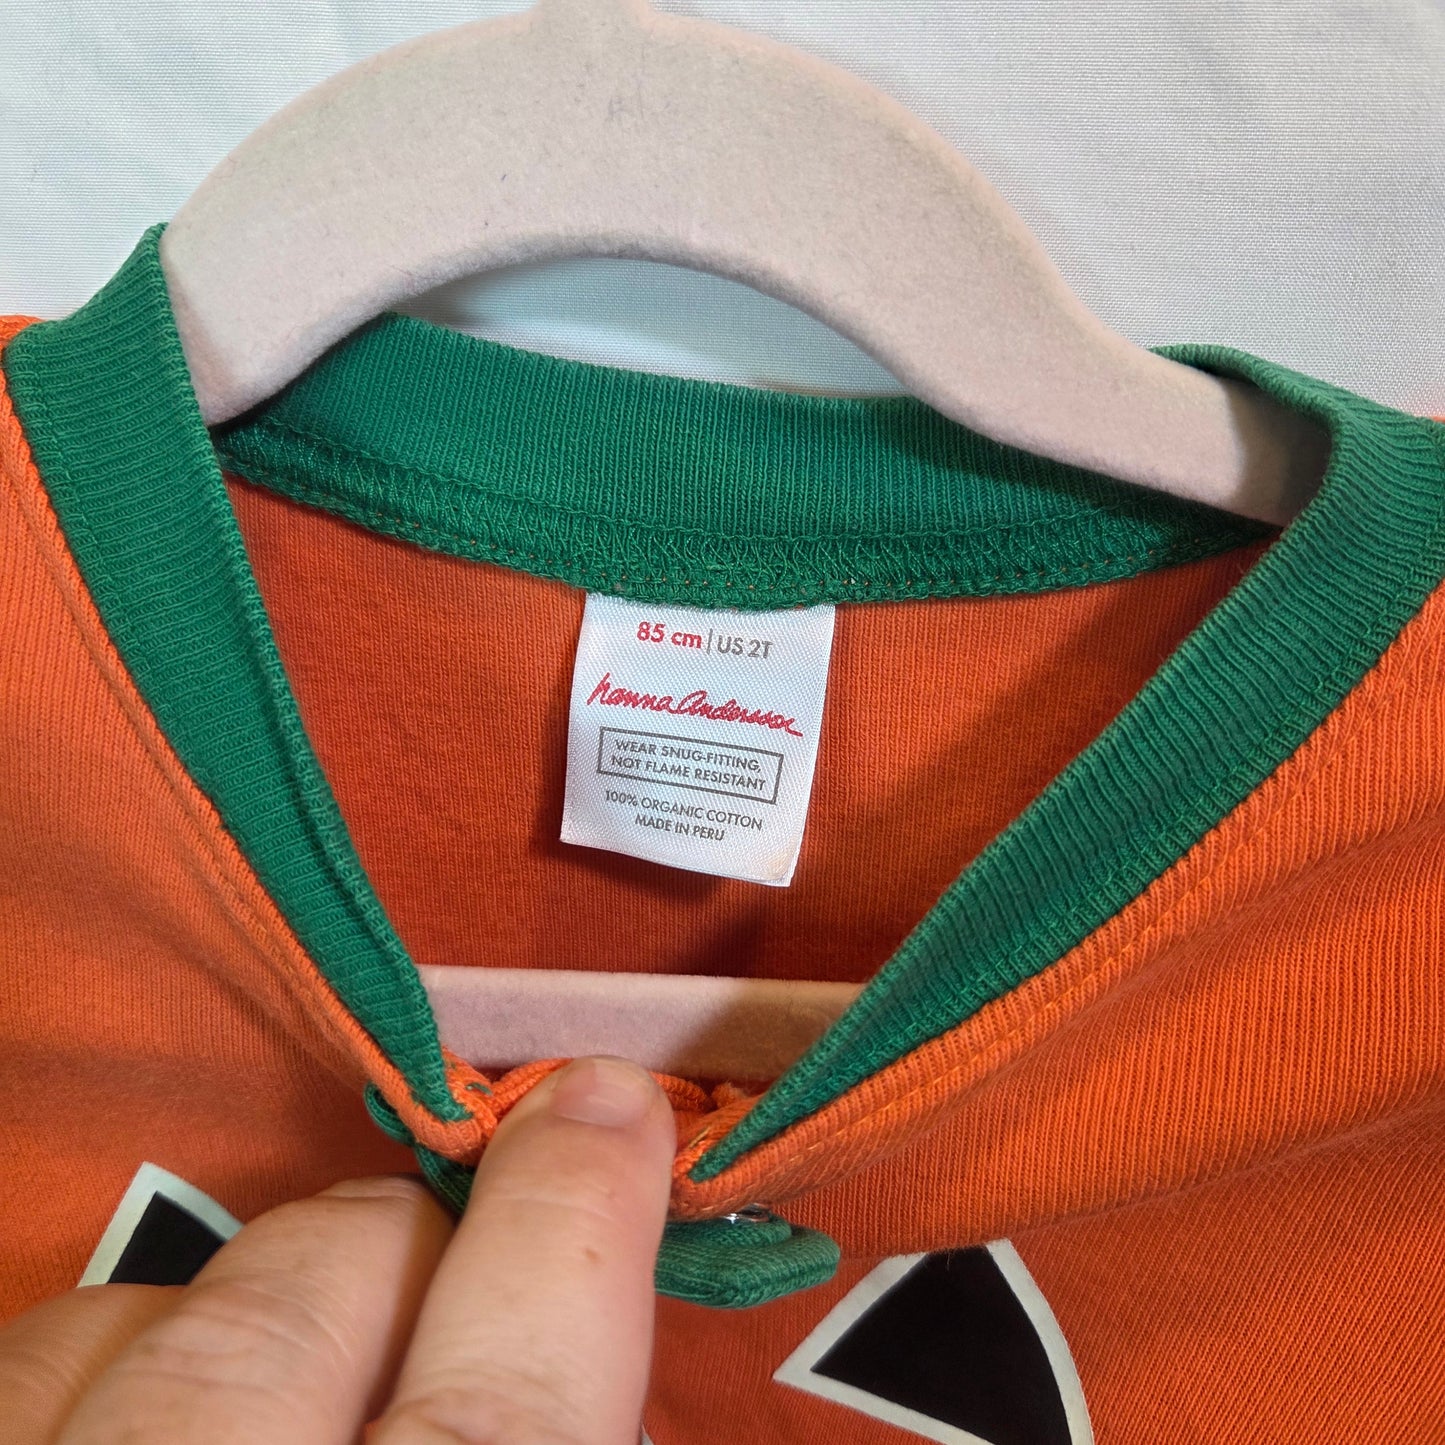 85 cm | US 2T
hanna andersson
WEAR SNUG-FITTING,
NOT FLAME RESISTANT
100% ORGANIC COTTON
MADE IN PERU